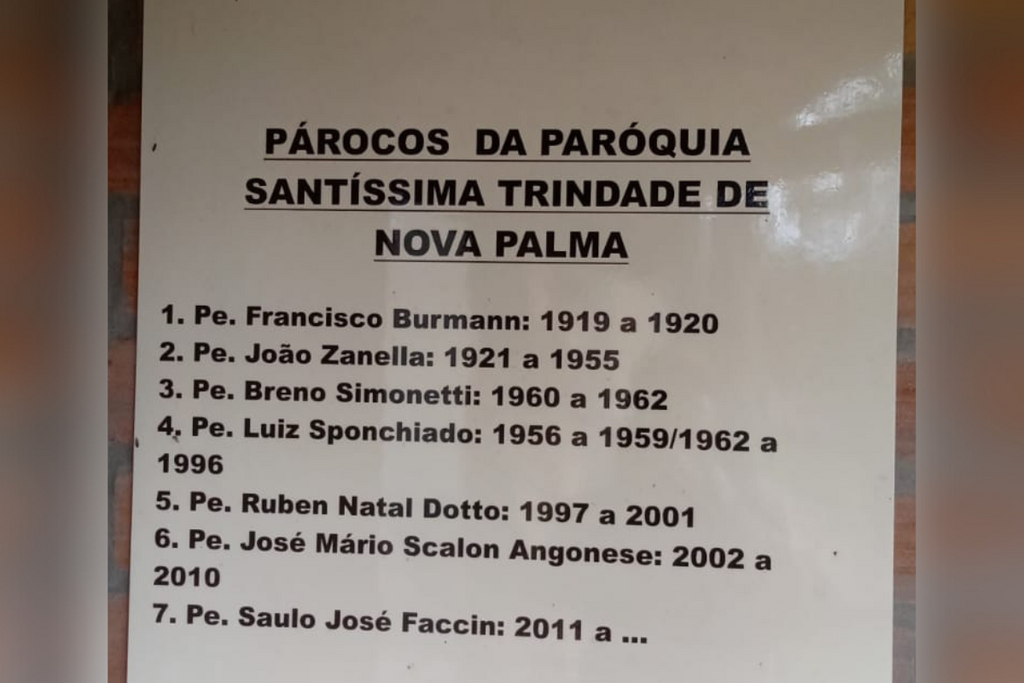 PÁROCOS DA PARÓQUIA
SANTÍSSIMA TRINDADE DE
NOVA PALMA
1. Pe. Francisco Burmann: 1919 a 1920
2. Pe. João Zanella: 1921 a 1955
3. Pe. Breno Simonetti: 1960 a 1962
4. Pe. Luiz Sponchiado: 1956 a 1959/1962 a
1996
5. Pe. Ruben Natal Dotto: 1997 a 2001
6. Pe. José Mário Scalon Angonese: 2002 a
2010
7. Pe. Saulo José Faccin: 2011 a ...